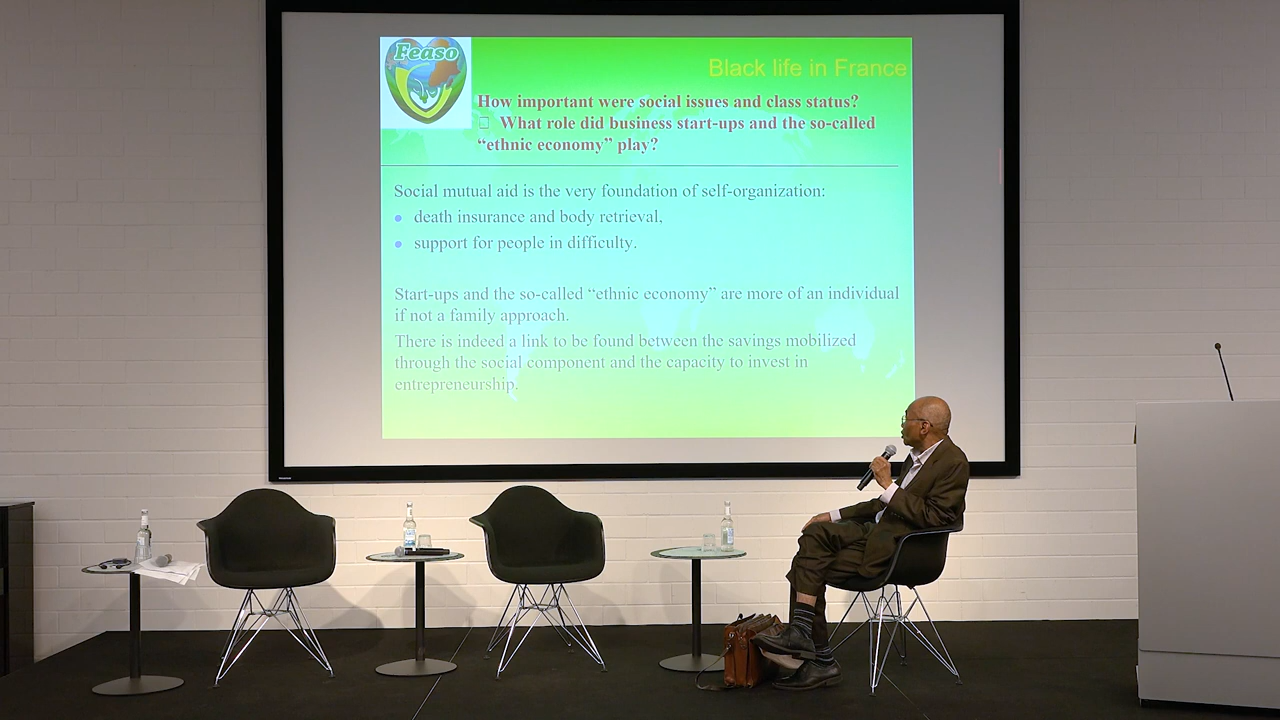 Feaso
Black life in France
How important were social issues and class status?
What role did business start-ups and the so-called
“ethnic economy” play?
Social mutual aid is the very foundation of self-organization:
• death insurance and body retrieval,
• support for people in difficulty.
Start-ups and the so-called “ethnic economy” are more of an individual
if not a family approach.
There is indeed a link to be found between the savings mobilized
through the social component and the capacity to invest in
entrepreneurship.